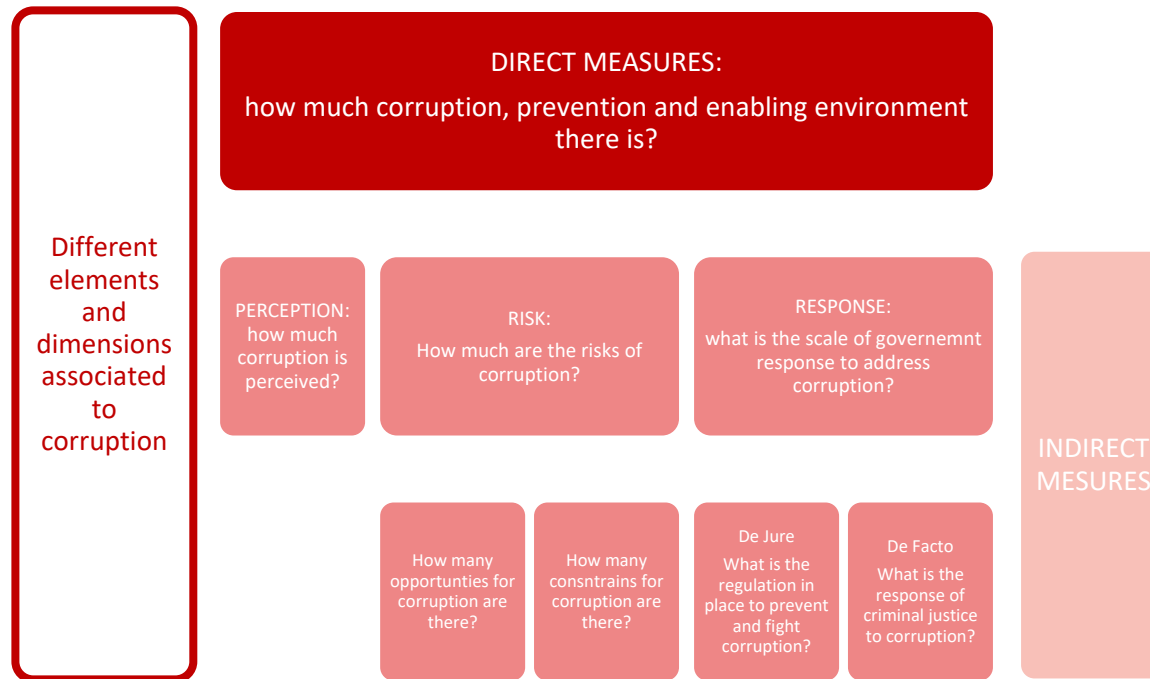 Different
elements
and
dimensions
associated
to
corruption
DIRECT MEASURES:
how much corruption, prevention and enabling environment
there is?
PERCEPTION:
how much
corruption is
perceived?
RISK:
How much are the risks of
corruption?
RESPONSE:
what is the scale of governemnt
response to address
corruption?
How many
opportunties for
corruption are
there?
How many
consntrains for
corruption are
there?
De Jure
What is the
regulation in
place to prevent
and fight
corruption?
De Facto
What is the
response of
criminal justice
to corruption?
INDIRECT
MESURES